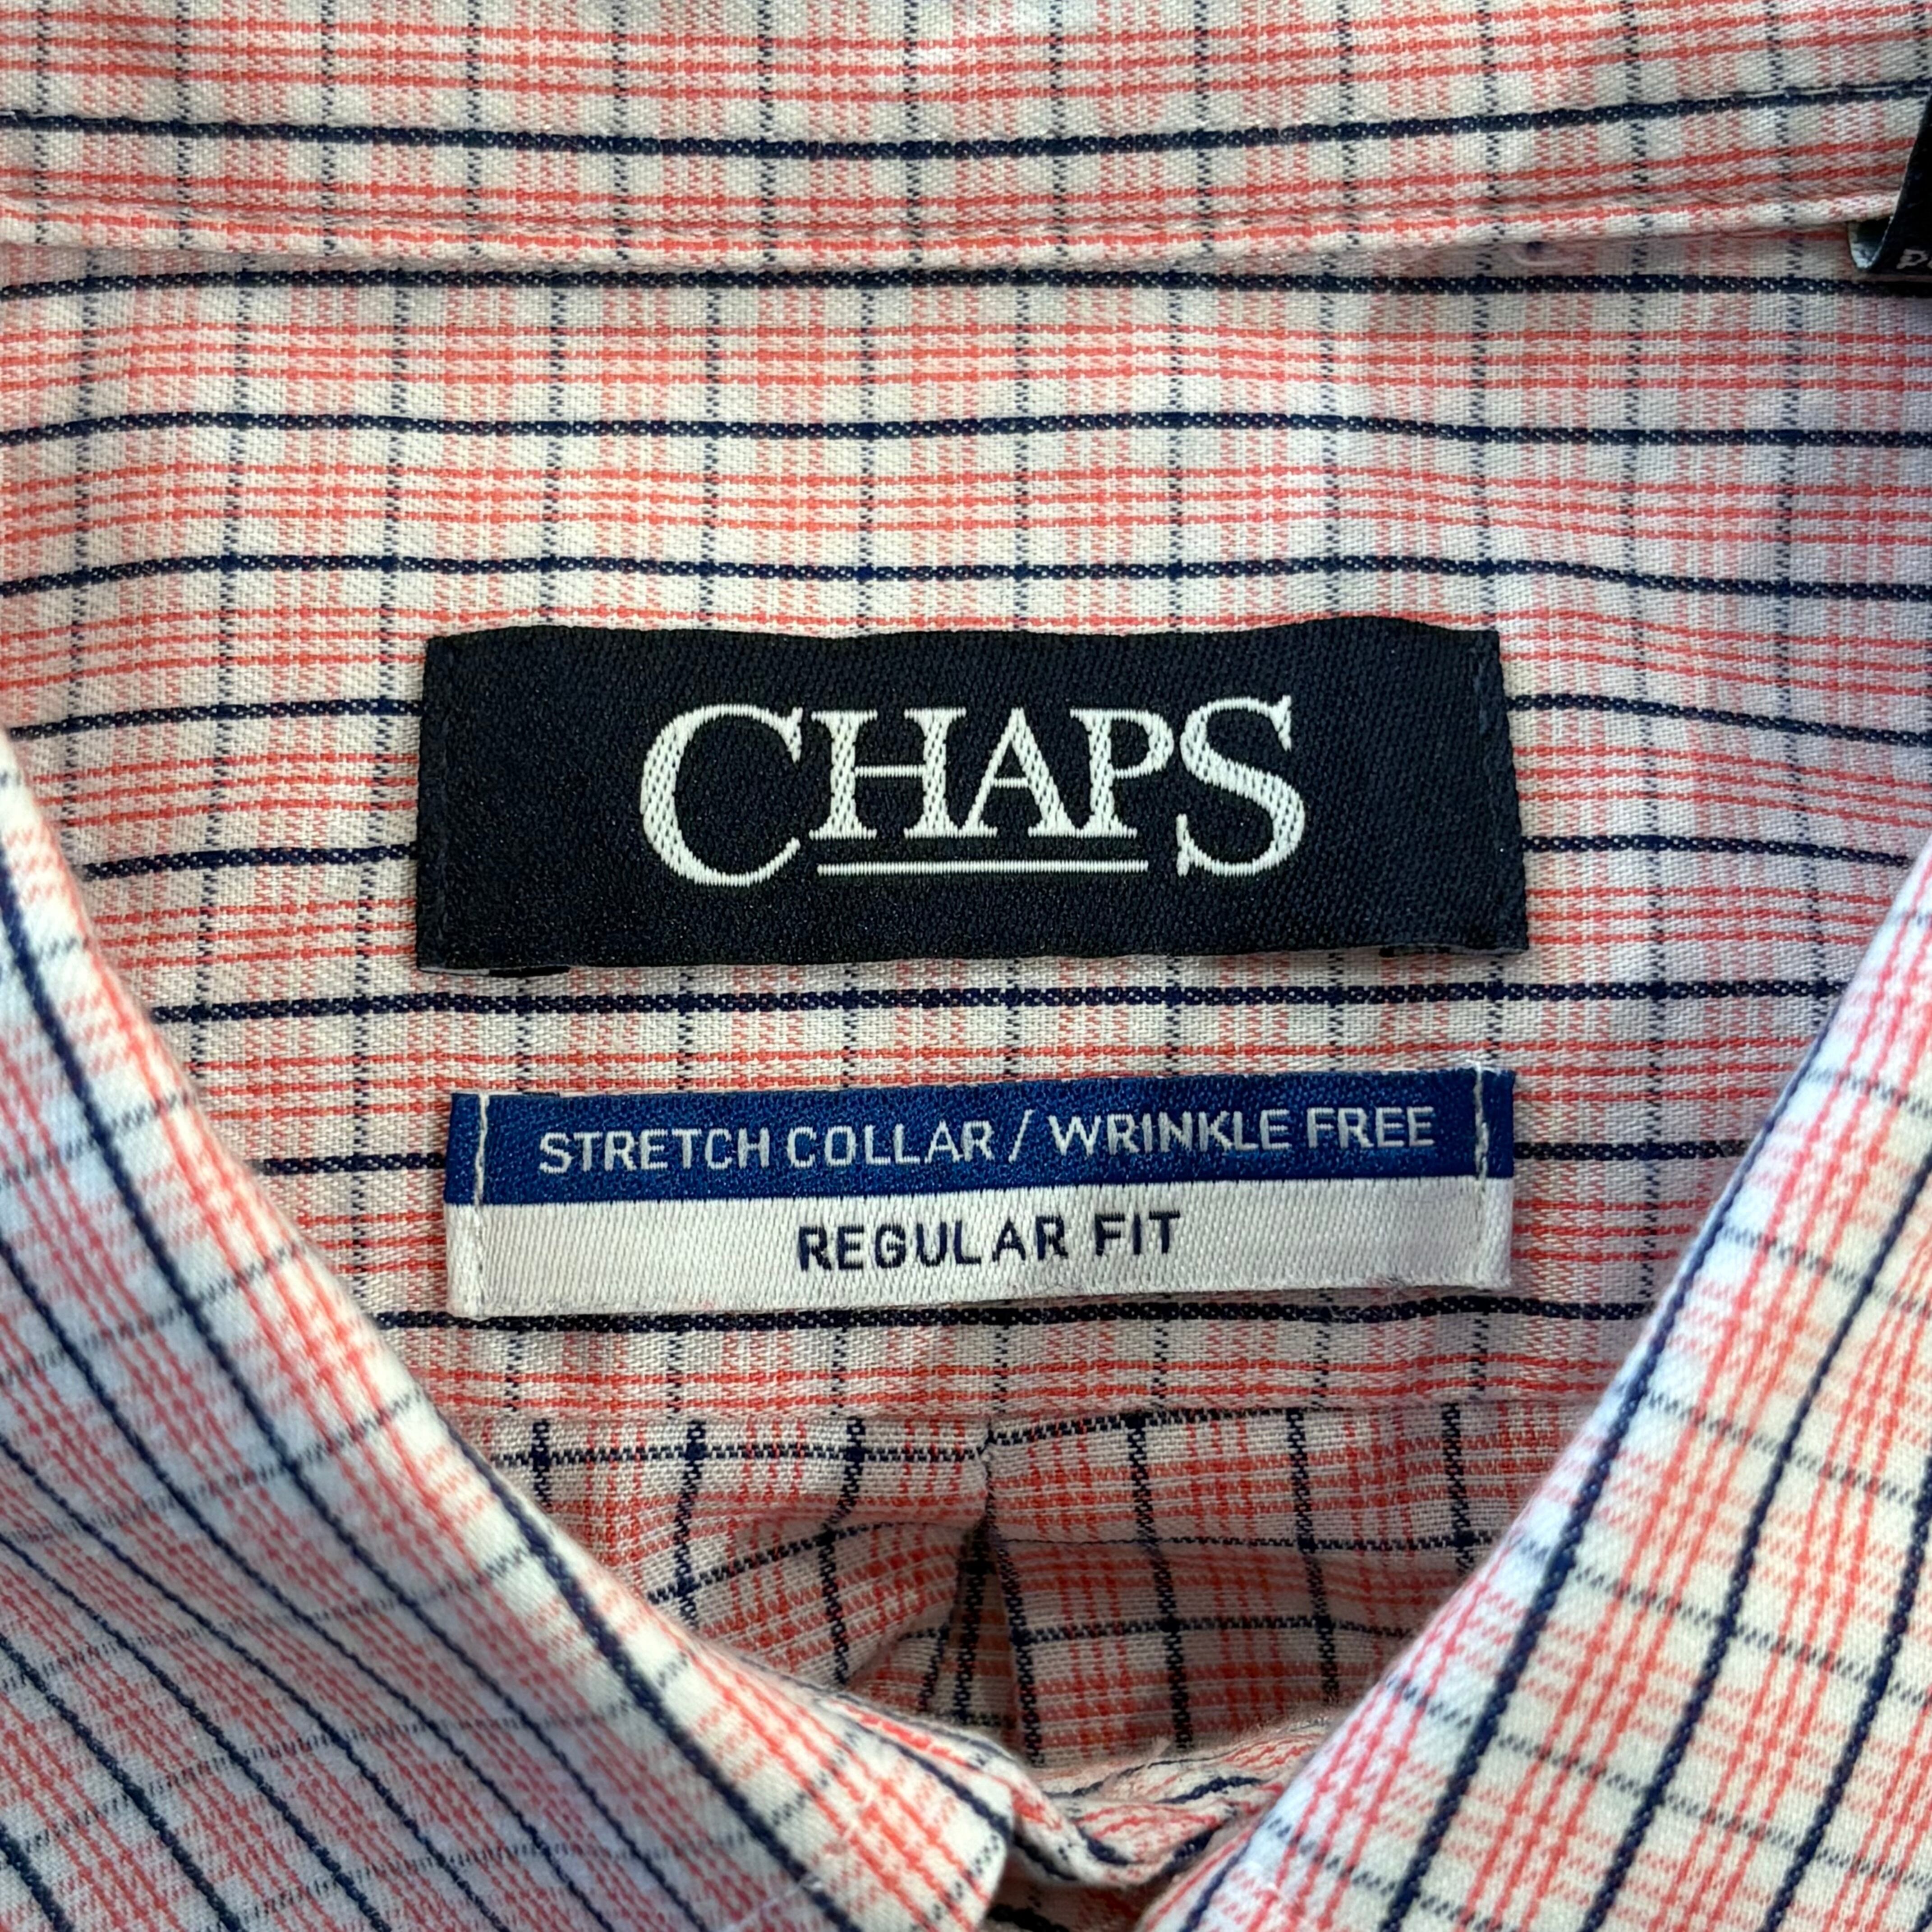 CHAPS
STRETCH COLLAR / WRINKLE FREE
REGULAR FIT